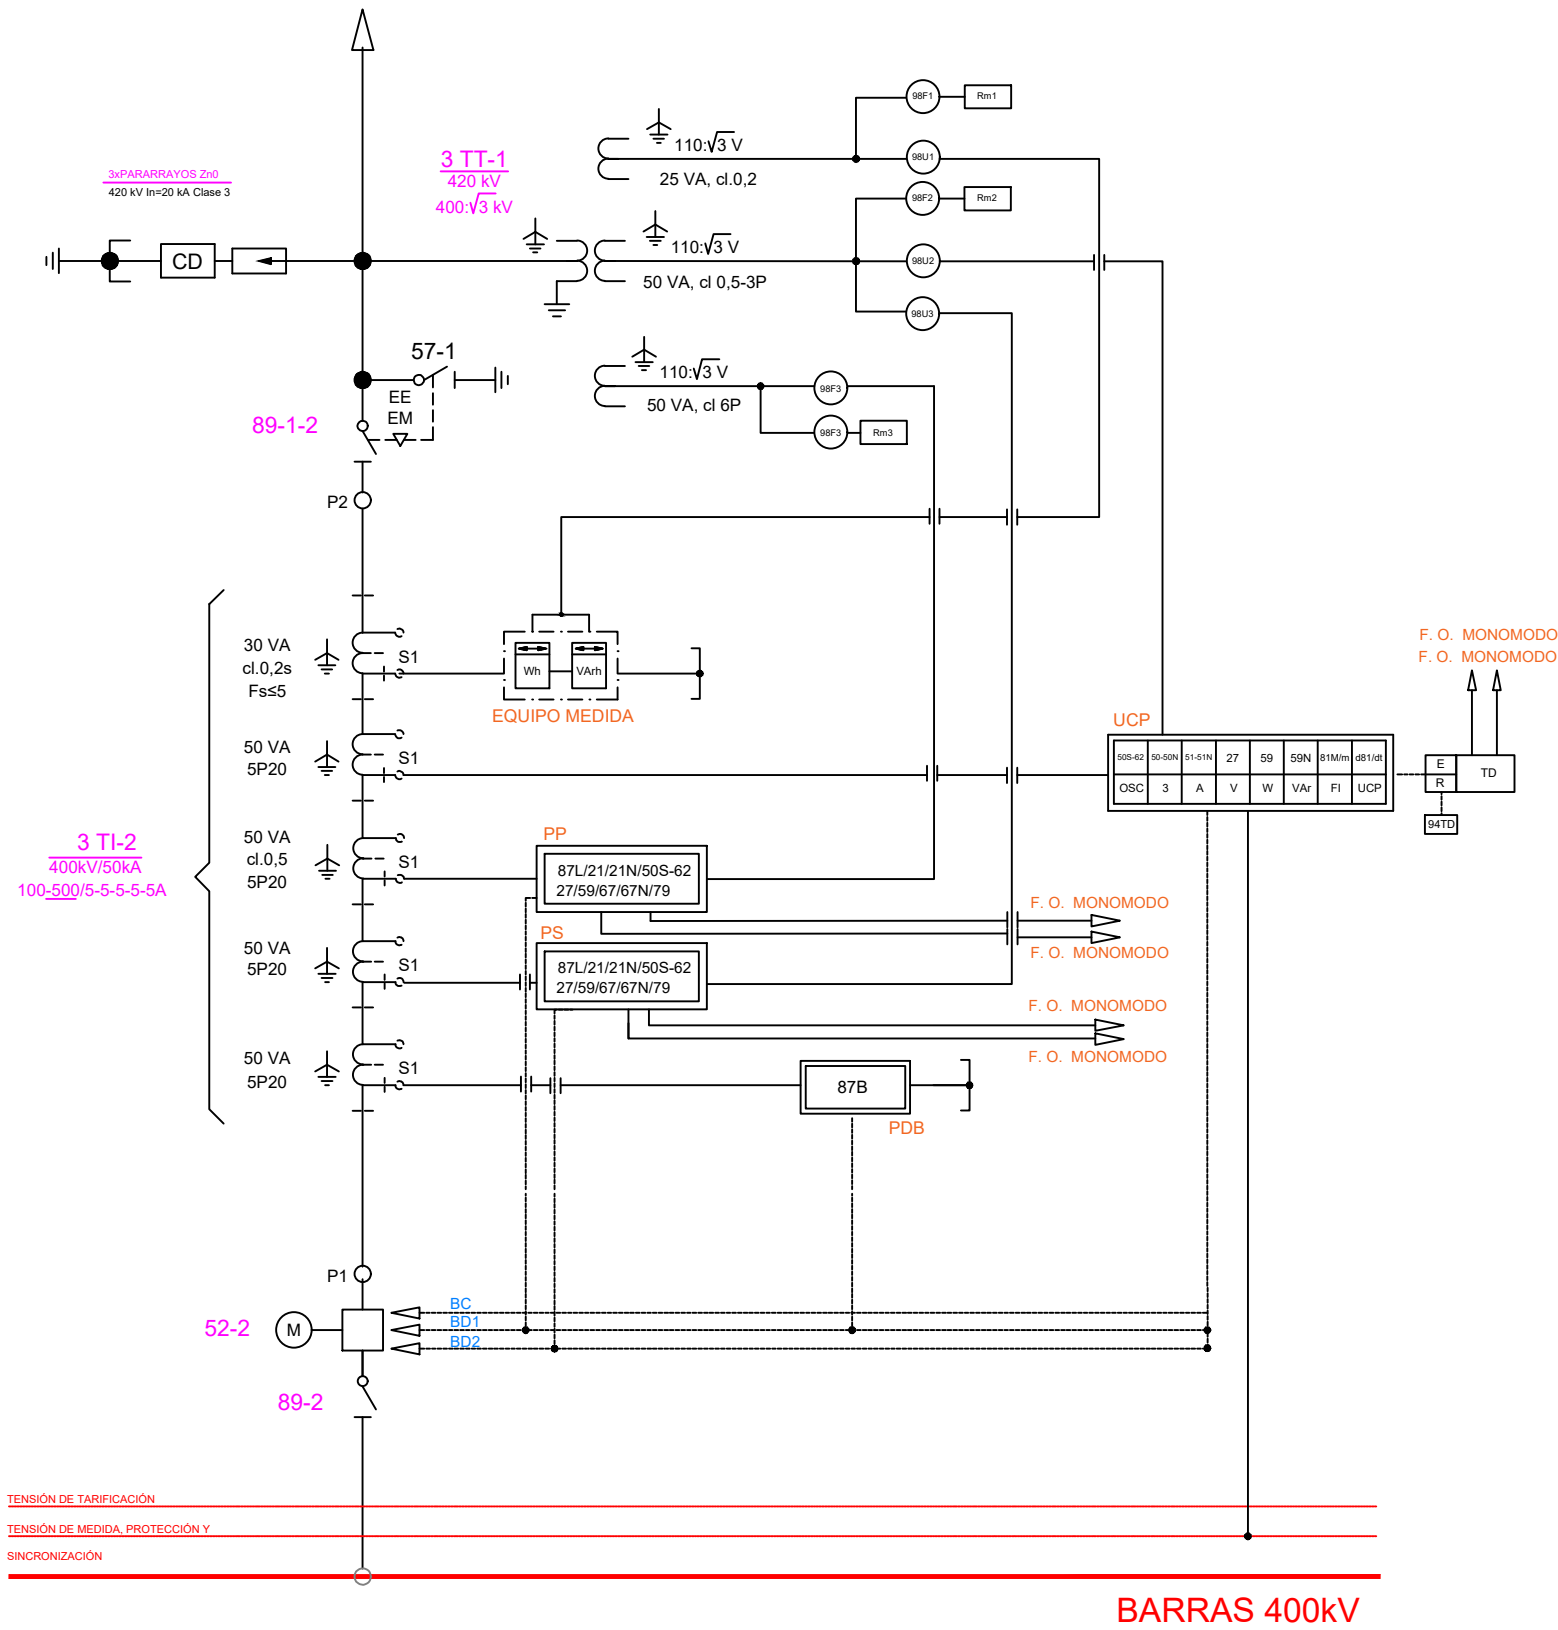 98F1
Rm1
110:√3 V
98U1
25 VA, cl.0,2
3 TT-1
420 kV
400:√3 kV
3xPARARRAYOS Zn0
420 kV In=20 kA Clase 3
98F2
Rm2
110:√3 V
CD
98U2
50 VA, cl 0,5-3P
98U3
57-1
EE
EM
110:√3 V
98F3
50 VA, cl 6P
98F3
Rm3
89-1-2
P2
30 VA
cl.0,2s
Fs≤5
S1
Wh
VArh
EQUIPO MEDIDA
F. O. MONOMODO
F. O. MONOMODO
UCP
50S-62 50-50N 51-51N 27 59 59N 81M/m d81/dt
OSC 3 A V W VAr FI UCP
E
R
TD
94TD
50 VA
5P20
S1
3 TI-2
400kV/50kA
100-500/5-5-5-5-5A
50 VA
cl.0,5
5P20
S1
PP
87L/21/21N/50S-62
27/59/67/67N/79
F. O. MONOMODO
F. O. MONOMODO
50 VA
5P20
S1
PS
87L/21/21N/50S-62
27/59/67/67N/79
F. O. MONOMODO
F. O. MONOMODO
50 VA
5P20
S1
87B
PDB
P1
52-2
M
BC
BD1
BD2
89-2
TENSIÓN DE TARIFICACIÓN
TENSIÓN DE MEDIDA, PROTECCIÓN Y
SINCRONIZACIÓN
BARRAS 400kV